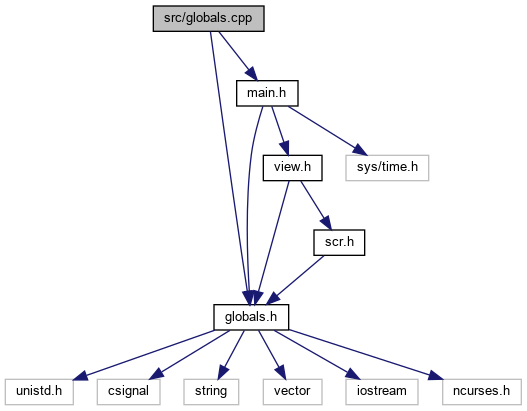 src/globals.cpp
main.h
view.h
sys/time.h
scr.h
globals.h
unistd.h
csignal
string
vector
iostream
ncurses.h